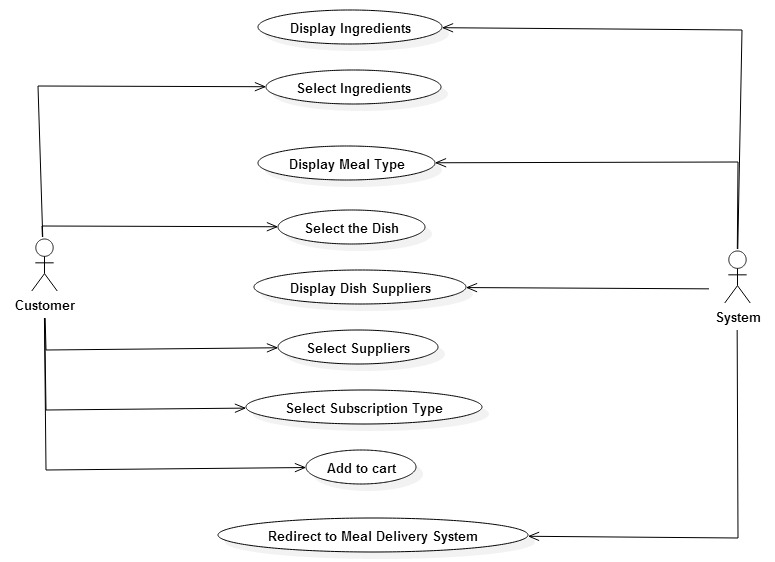 Display Ingredients
Select Ingredients
Display Meal Type
Select the Dish
Display Dish Suppliers
Customer
System
Select Suppliers
Select Subscription Type
Add to cart
Redirect to Meal Delivery System